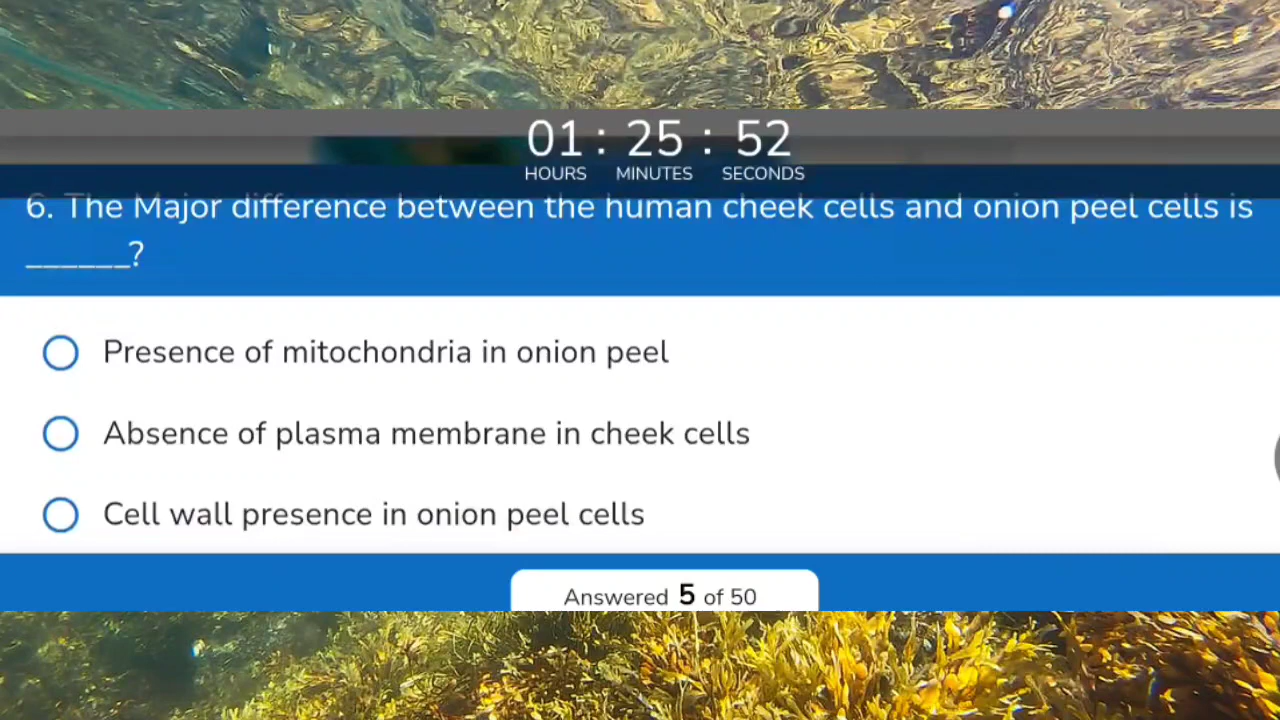 01 : 25 : 52
HOURS MINUTES SECONDS
6. The Major difference between the human cheek cells and onion peel cells is
______?
Presence of mitochondria in onion peel
Absence of plasma membrane in cheek cells
Cell wall presence in onion peel cells
Answered 5 of 50